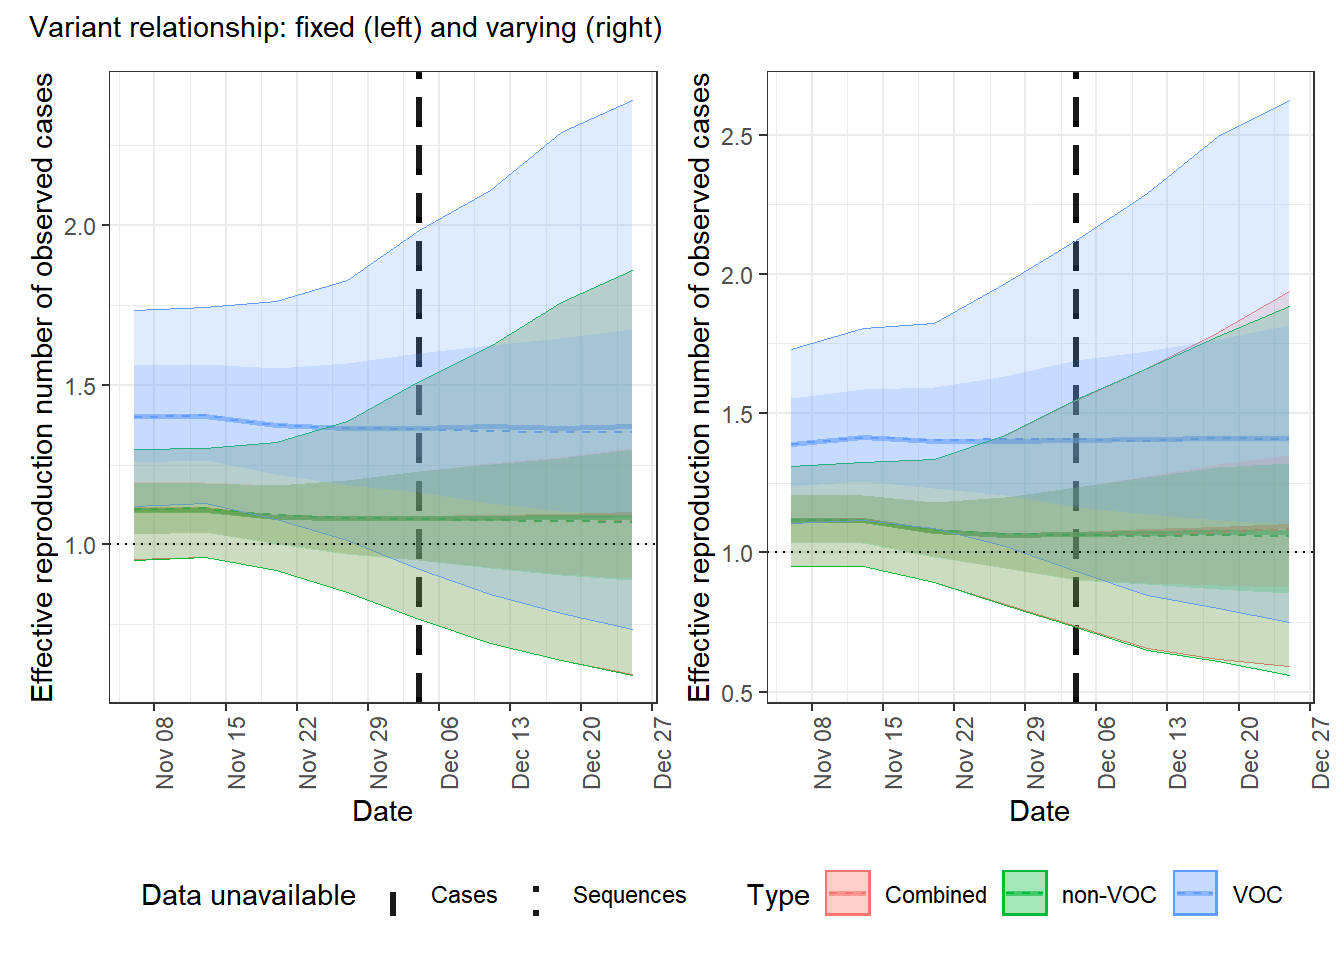 Variant relationship: fixed (left) and varying (right)
Effective reproduction number of observed cases
2.0
1.5
1.0
Nov 08
Nov 15
Nov 22
Nov 29
Dec 06
Dec 13
Dec 20
Dec 27
Date
Effective reproduction number of observed cases
2.5
2.0
1.5
1.0
0.5
Nov 08
Nov 15
Nov 22
Nov 29
Dec 06
Dec 13
Dec 20
Dec 27
Date
Data unavailable Cases Sequences Type Combined non-VOC VOC